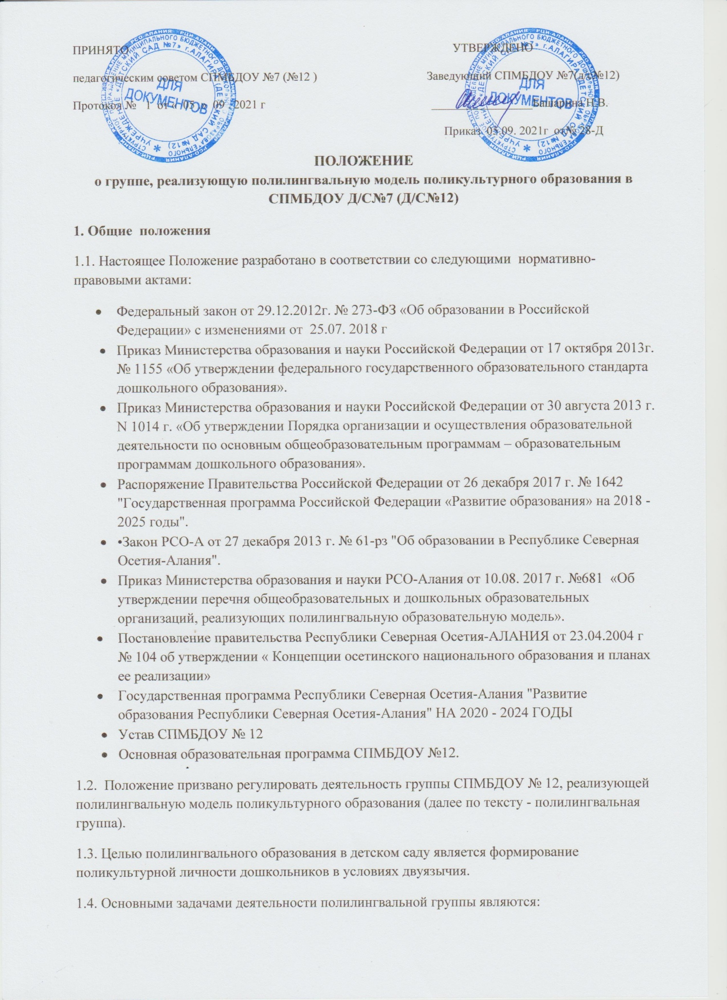 ПРИНЯТО
педагогическим советом СПМБДОУ №7 (№12 )
Протокол № 1 от « 05 » 09 . 2021 г
УТВЕРЖДЕНО
Заведующий СПМБДОУ №7(д/с№12)
Башарина Н.В.
Приказ 05.09. 2021г от№ 28-Д
ДЛЯ
ДОКУМЕНТОВ
ДЛЯ
ДОКУМЕНТОВ
ПОЛОЖЕНИЕ
о группе, реализующую полилингвальную модель поликультурного образования в
СПМБДОУ Д/С№7 (Д/С№12)
1. Общие положения
1.1. Настоящее Положение разработано в соответствии со следующими нормативно-
правовыми актами:
• Федеральный закон от 29.12.2012г. № 273-ФЗ «Об образовании в Российской
Федерации» с изменениями от 25.07. 2018 г
• Приказ Министерства образования и науки Российской Федерации от 17 октября 2013г.
№ 1155 «Об утверждении федерального государственного образовательного стандарта
дошкольного образования».
• Приказ Министерства образования и науки Российской Федерации от 30 августа 2013 г.
N 1014 г. «Об утверждении Порядка организации и осуществления образовательной
деятельности по основным общеобразовательным программам – образовательным
программам дошкольного образования».
• Распоряжение Правительства Российской Федерации от 26 декабря 2017 г. № 1642
"Государственная программа Российской Федерации «Развитие образования» на 2018 -
2025 годы".
• •Закон РСО-А от 27 декабря 2013 г. № 61-рз "Об образовании в Республике Северная
Осетия-Алания".
• Приказ Министерства образования и науки РСО-Алания от 10.08. 2017 г. №681 «Об
утверждении перечня общеобразовательных и дошкольных образовательных
организаций, реализующих полилингвальную образовательную модель».
• Постановление правительства Республики Северная Осетия-АЛАНИЯ от 23.04.2004 г
№ 104 об утверждении « Концепции осетинского национального образования и планах
ее реализации»
• Государственная программа Республики Северная Осетия-Алания "Развитие
образования Республики Северная Осетия-Алания" НА 2020 - 2024 ГОДЫ
• Устав СПМБДОУ № 12
• Основная образовательная программа СПМБДОУ №12.
1.2. Положение призвано регулировать деятельность группы СПМБДОУ № 12, реализующей
полилингвальную модель поликультурного образования (далее по тексту - полилингвальная
группа).
1.3. Целью полилингвального образования в детском саду является формирование
поликультурной личности дошкольников в условиях двуязычия.
1.4. Основными задачами деятельности полилингвальной группы являются: